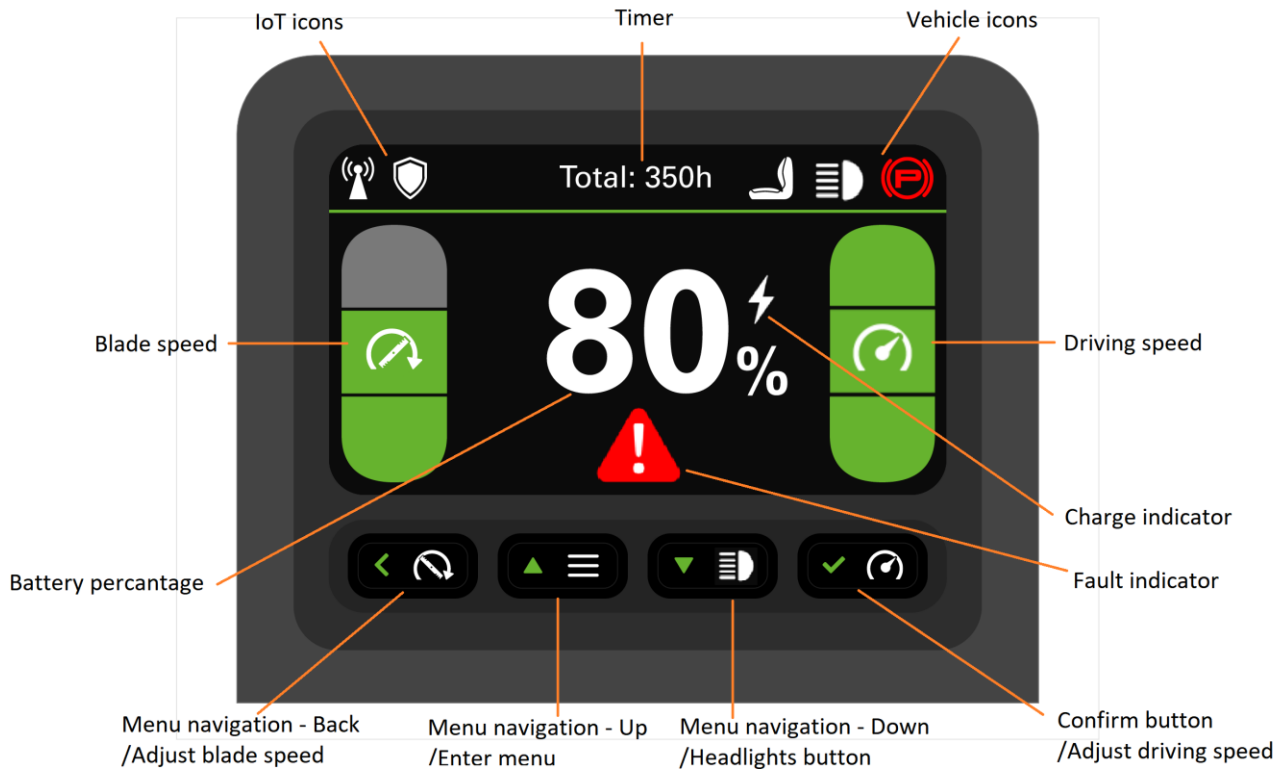 IoT icons
Timer
Vehicle icons
Total: 350h
P
Blade speed
80
%
Driving speed
Charge indicator
Battery percantage
Fault indicator
Menu navigation - Back
/Adjust blade speed
Menu navigation - Up
/Enter menu
Menu navigation - Down
/Headlights button
Confirm button
/Adjust driving speed